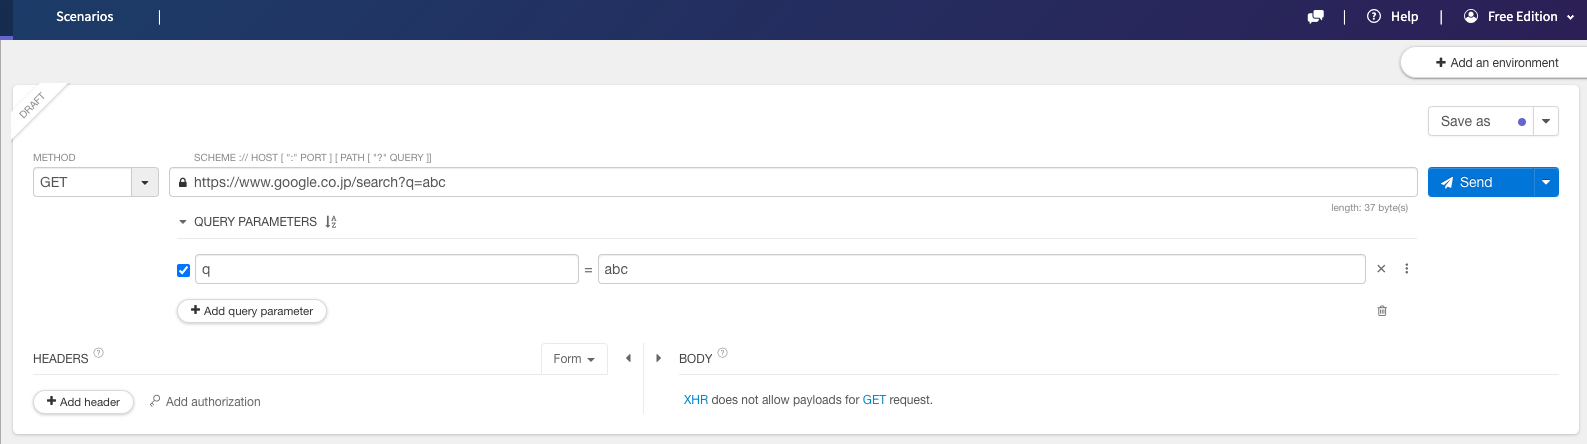 Scenarios | | Help | Free Edition
+ Add an environment
DRAFT
Save as
METHOD SCHEME :// HOST [ ":" PORT ] [ PATH [ "?" QUERY ]]
GET https://www.google.co.jp/search?q=abc Send
length: 37 byte(s)
QUERY PARAMETERS
q = abc
+ Add query parameter
HEADERS Form BODY
+ Add header Add authorization XHR does not allow payloads for GET request.